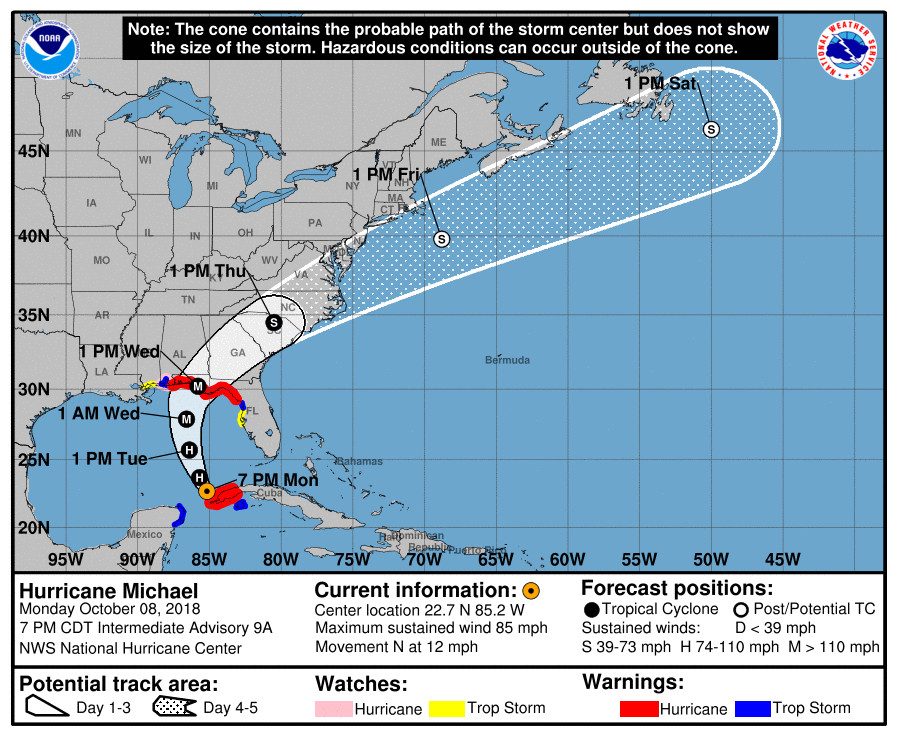 Note: The cone contains the probable path of the storm center but does not show
the size of the storm. Hazardous conditions can occur outside of the cone.
NOAA
NATIONAL WEATHER SERVICE
1 PM Sat
MN
ME
45N
WI
VT
1 PM Fri
MI
NY
NH
MA
IA
CT
PA
40N
IL
IN
OH
NJ
MO
WV
1 PM Thu
VA
KY
TN
NC
35N
AR
S
S
S
SC
1 PM Wed
AL
GA
Bermuda
LA
30N
M
1 AM Wed
M
FL
1 PM Tue
H
25N
Bahamas
H
7 PM Mon
Cuba
20N
Mexico
Haiti
Dominican
Republic
Puerto Rico
95W 90W 85W 80W 75W 70W 65W 60W 55W 50W 45W
Hurricane Michael
Monday October 08, 2018
7 PM CDT Intermediate Advisory 9A
NWS National Hurricane Center
Current information:
Center location 22.7 N 85.2 W
Maximum sustained wind 85 mph
Movement N at 12 mph
Forecast positions:
Tropical Cyclone Post/Potential TC
Sustained winds: D < 39 mph
S 39-73 mph H 74-110 mph M > 110 mph
Potential track area:
Day 1-3 Day 4-5
Watches:
Hurricane Trop Storm
Warnings:
Hurricane Trop Storm